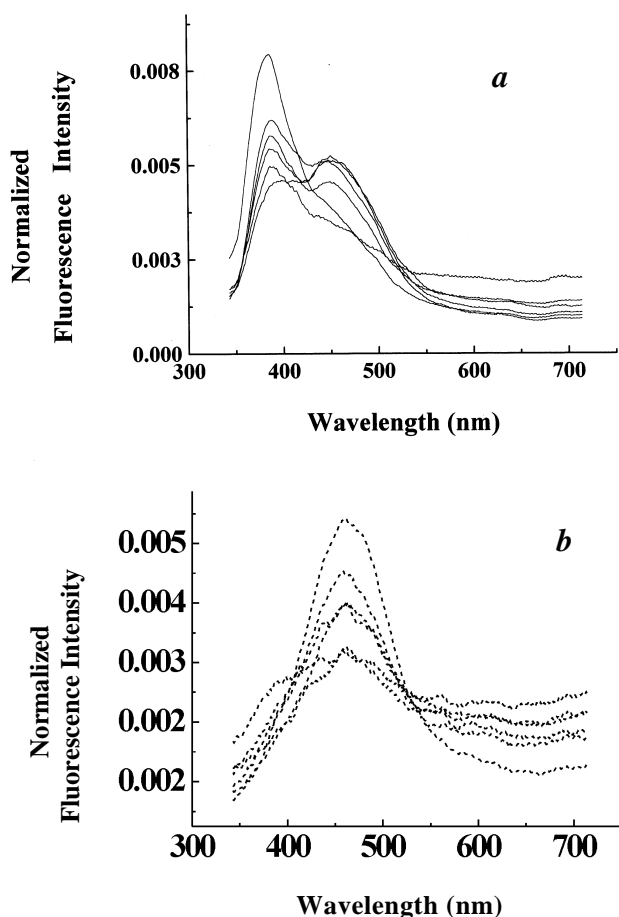 a
0.008
0.005
0.003
0.000
Normalized
Fluorescence Intensity
300 400 500 600 700
Wavelength (nm)
b
0.005
0.004
0.003
0.002
0.002
Normalized
Fluorescence Intensity
300 400 500 600 700
Wavelength (nm)